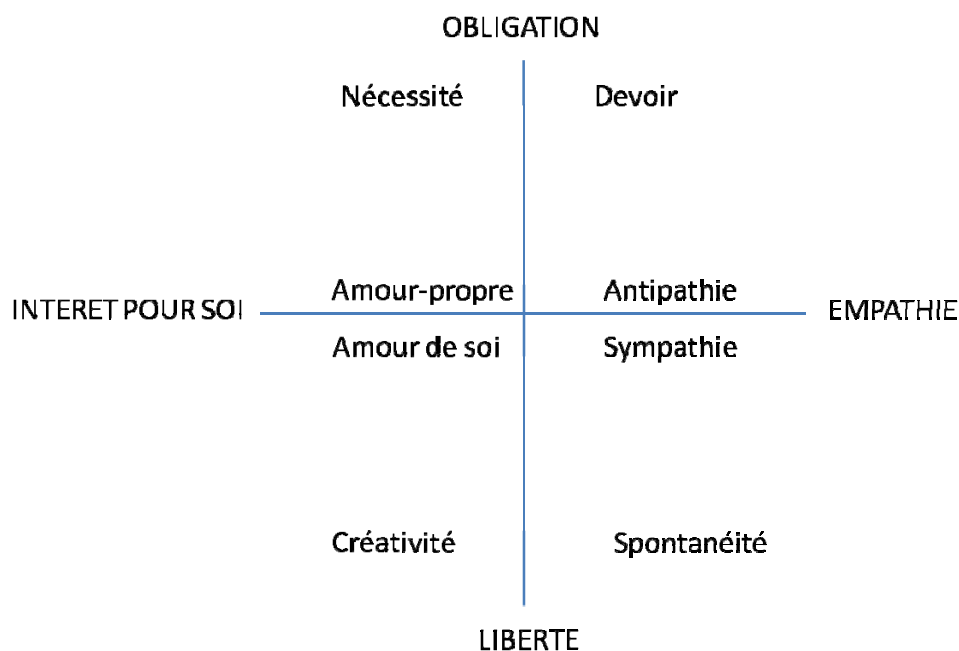 OBLIGATION
Nécessité Devoir
Amour-propre Antipathie
INTERET POUR SOI EMPATHIE
Amour de soi Sympathie
Créativité Spontanéité
LIBERTE